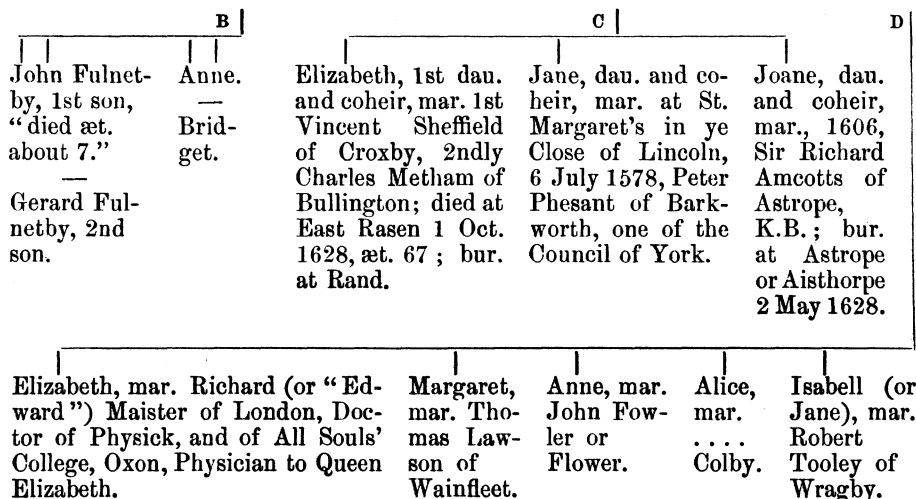 B
C
D
John Fulnet-
by, 1st son,
“died æt.
about 7.”
—
Gerard Ful-
netby, 2nd
son.
Anne.
—
Brid-
get.
Elizabeth, 1st dau.
and coheir, mar. 1st
Vincent Sheffield
of Croxby, 2ndly
Charles Metham of
Bullington; died at
East Rasen 1 Oct.
1628, æt. 67 ; bur.
at Rand.
Jane, dau. and co-
heir, mar. at St.
Margaret's in ye
Close of Lincoln,
6 July 1578, Peter
Phesant of Bark-
worth, one of the
Council of York.
Joane, dau.
and coheir,
mar., 1606,
Sir Richard
Amcotts of
Astrope,
K.B. ; bur.
at Astrope
or Aisthorpe
2 May 1628.
Elizabeth, mar. Richard (or “Ed-
ward”) Maister of London, Doc-
tor of Physick, and of All Souls'
College, Oxon, Physician to Queen
Elizabeth.
Margaret,
mar. Tho-
mas Law-
son of
Wainfleet.
Anne, mar.
John Fow-
ler or
Flower.
Alice,
mar.
. . . .
Colby.
Isabell (or
Jane), mar.
Robert
Tooley of
Wragby.